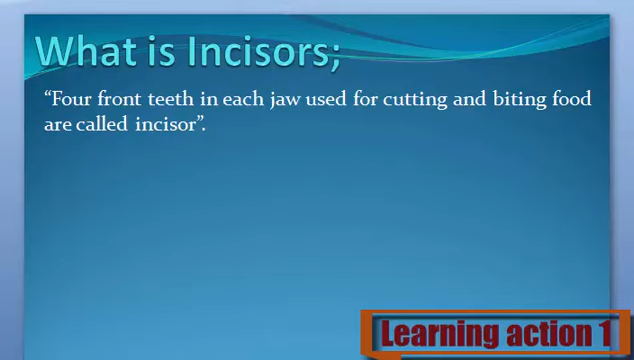 What is Incisors;
“Four front teeth in each jaw used for cutting and biting food
are called incisor”.
Learning action 1